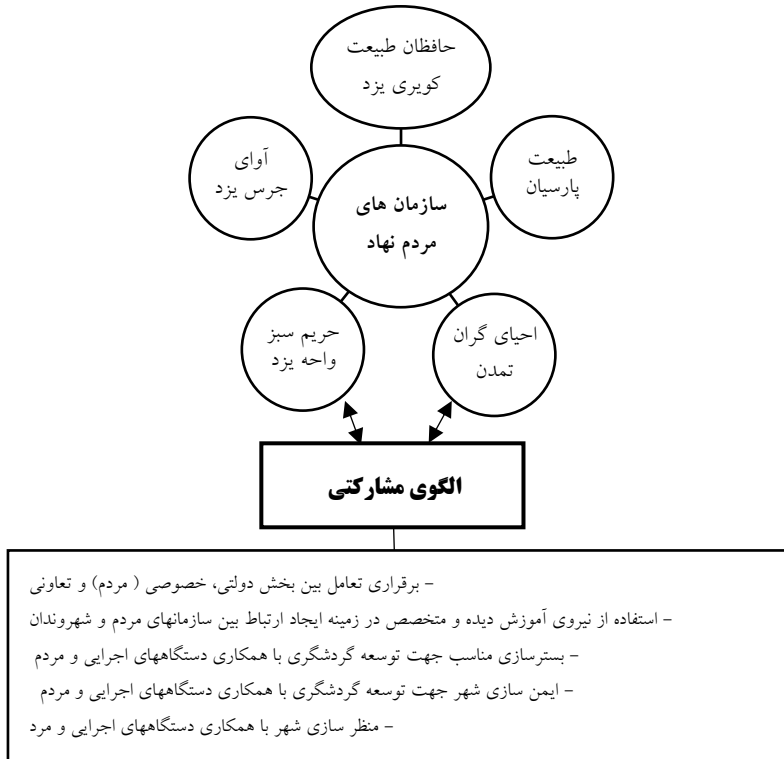 حافظان طبیعت
کویری یزد
طبیعت
پارسیان
آوای
جرس یزد
سازمان های
مردم نهاد
احیای گران
تمدن
حریم سبز
واحه یزد
الگوی مشارکتی
- برقراری تعامل بین بخش دولتی، خصوصی ( مردم) و تعاونی
- استفاده از نیروی آموزش دیده و متخصص در زمینه ایجاد ارتباط بین سازمانهای مردم و شهروندان
- بسترسازی مناسب جهت توسعه گردشگری با همکاری دستگاههای اجرایی و مردم
- ایمن سازی شهر جهت توسعه گردشگری با همکاری دستگاههای اجرایی و مردم
- منظر سازی شهر با همکاری دستگاههای اجرایی و مرد